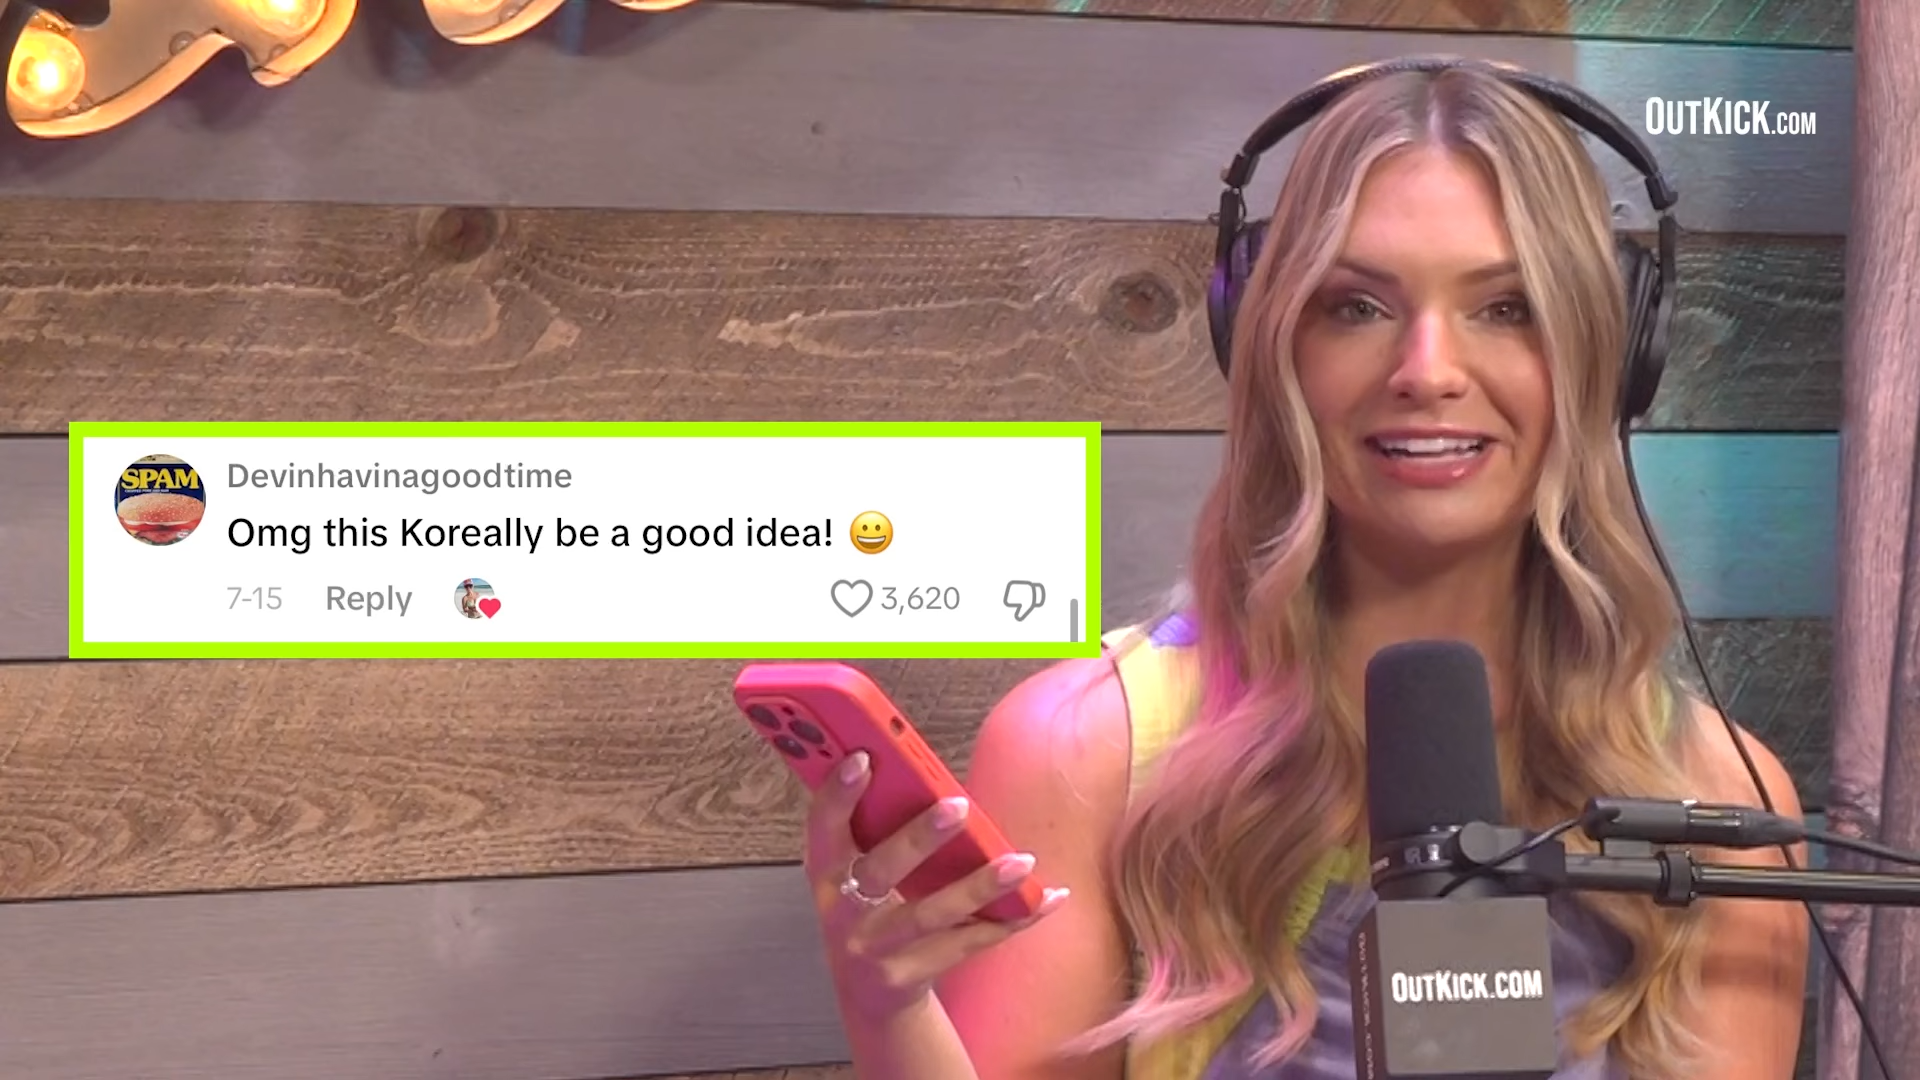 OUTKICK.COM
SPAM
Devinhavinagoodtime
Omg this Koreally be a good idea! 😀
7-15 Reply 3,620
OUTKICK.COM